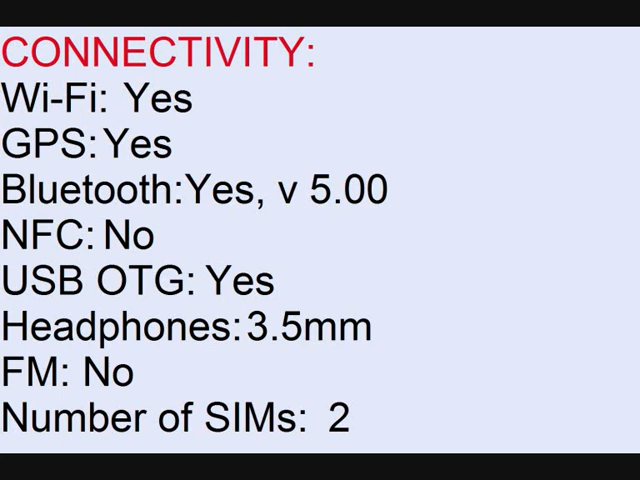 CONNECTIVITY:
Wi-Fi: Yes
GPS: Yes
Bluetooth:Yes, v 5.00
NFC: No
USB OTG: Yes
Headphones: 3.5mm
FM: No
Number of SIMs: 2